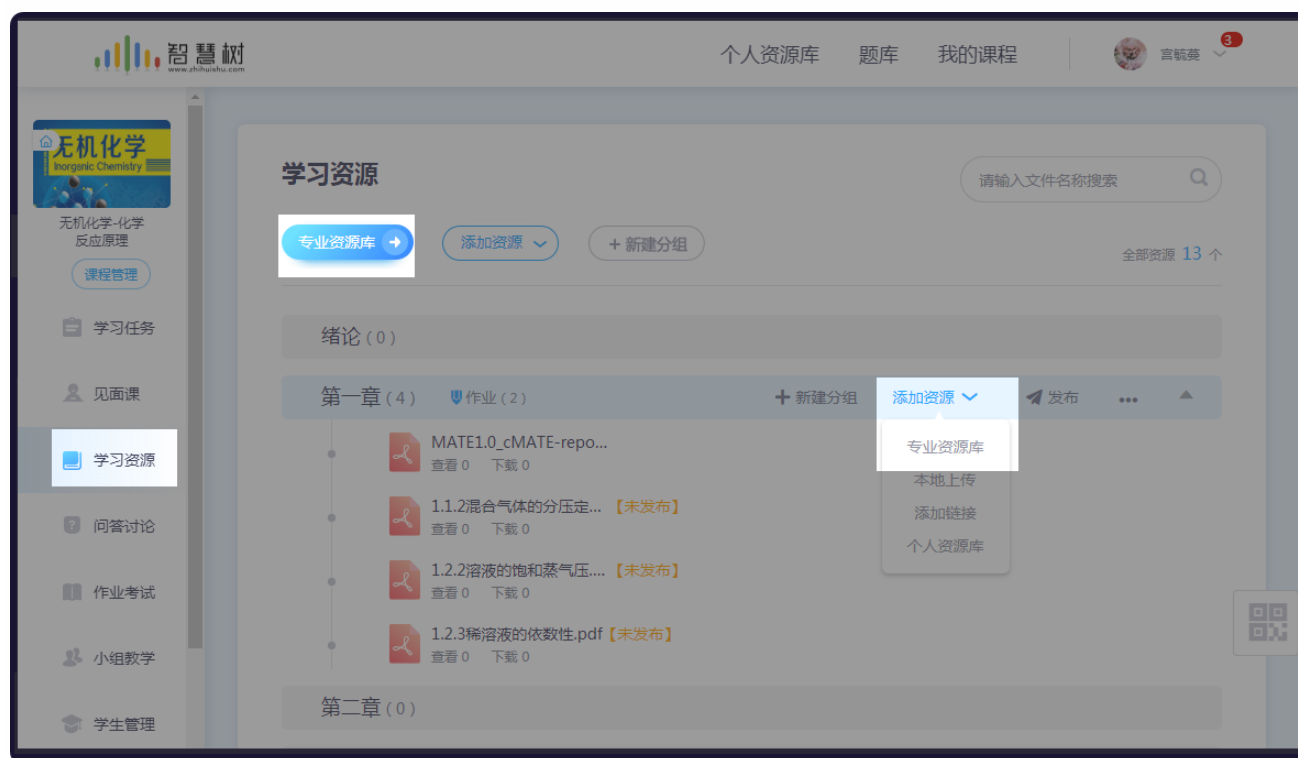 智慧树
www.zhihuishu.com
个人资源库 题库 我的课程 宫毓葵 3
无机化学
Inorganic Chemistry
无机化学-化学
反应原理
课程管理
学习任务
见面课
学习资源
问答讨论
作业考试
小组教学
学生管理
学习资源
请输入文件名称搜索
专业资源库 添加资源 + 新建分组
全部资源 13 个
绪论 ( 0 )
第一章 ( 4 ) 作业 ( 2 ) + 新建分组 添加资源 发布 •••
专业资源库
本地上传
添加链接
个人资源库
MATE1.0_cMATE-repo...
查看 0 下载 0
1.1.2混合气体的分压定... 【未发布】
查看 0 下载 0
1.2.2溶液的饱和蒸气压.... 【未发布】
查看 0 下载 0
1.2.3稀溶液的依数性.pdf【未发布】
查看 0 下载 0
第二章 ( 0 )